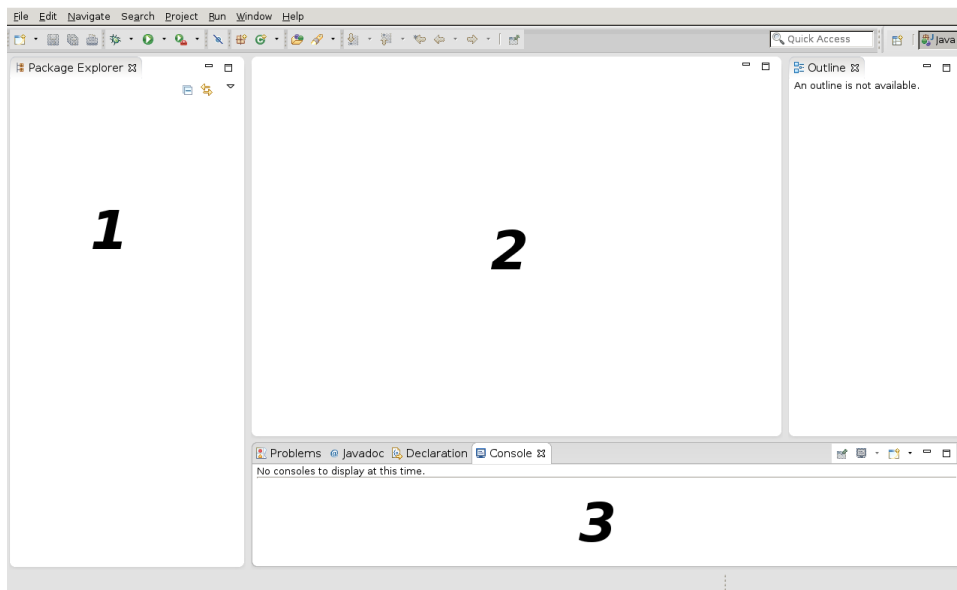 File Edit Navigate Search Project Run Window Help
Quick Access
Java
Package Explorer
Outline
An outline is not available.
1
2
Problems Javadoc Declaration Console
No consoles to display at this time.
3